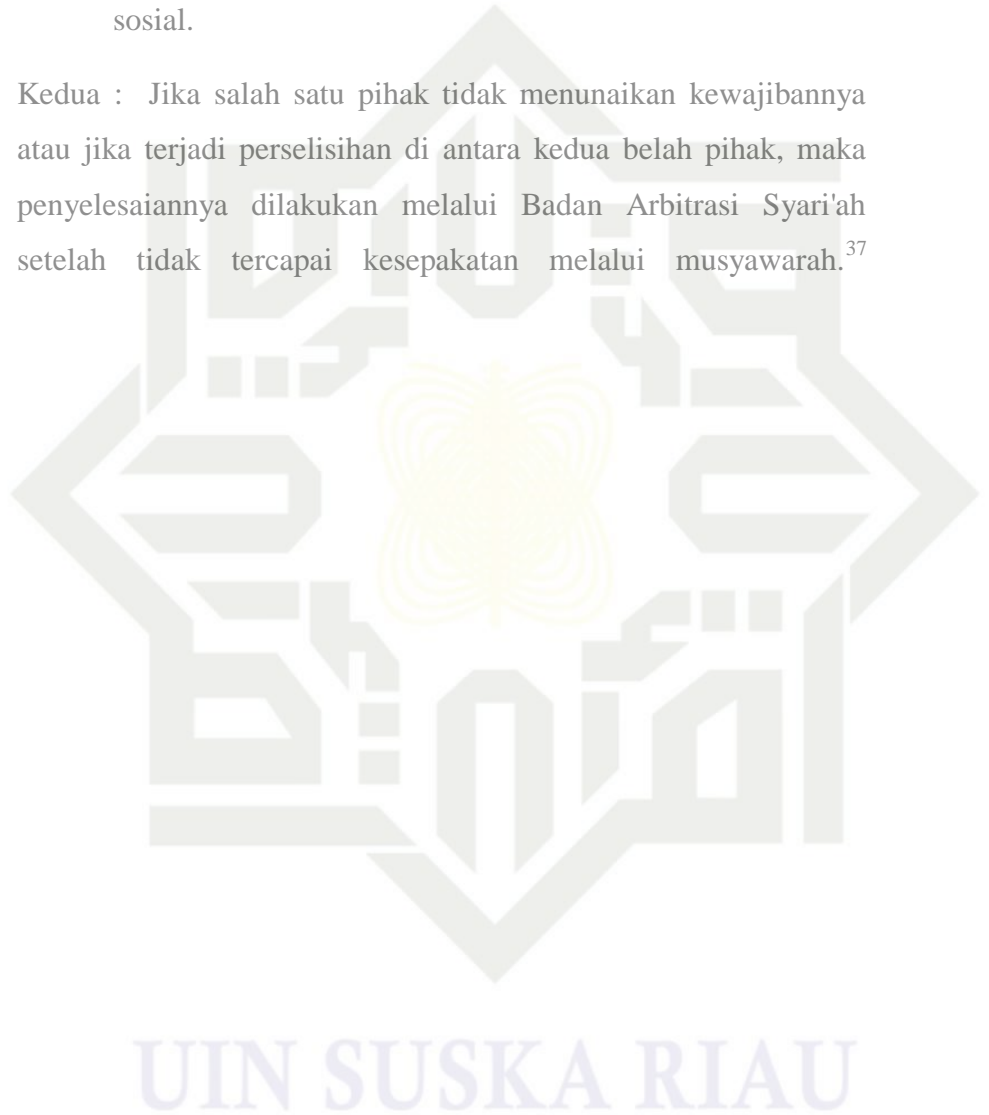 sosial.
Kedua : Jika salah satu pihak tidak menunaikan kewajibannya
atau jika terjadi perselisihan di antara kedua belah pihak, maka
penyelesaiannya dilakukan melalui Badan Arbitrasi Syari'ah
setelah tidak tercapai kesepakatan melalui musyawarah.37
UIN SUSKA RIAU